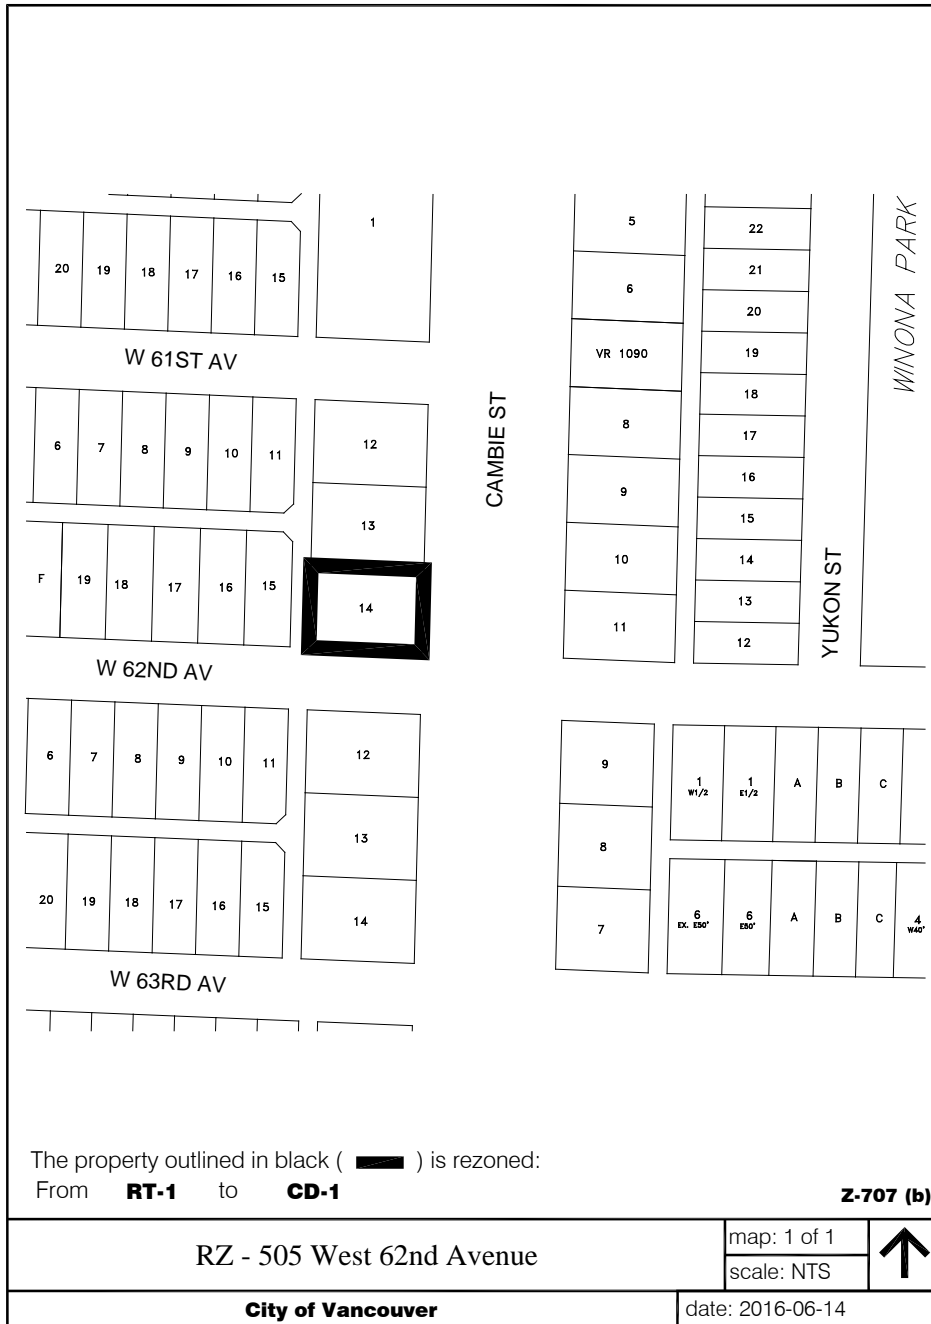 1
5
22
20 19 18 17 16 15
6
21
20
WINONA PARK
W 61ST AV
VR 1090
19
18
6 7 8 9 10 11
12
CAMBIE ST
8
17
9
16
13
15
F 19 18 17 16 15
14
10
14
YUKON ST
13
11
12
W 62ND AV
6 7 8 9 10 11
12
9
1 W1/2
1 E1/2
A B C
13
8
20 19 18 17 16 15
14
7
6 EX. E50'
6 E50'
A B C
4 W40'
W 63RD AV
The property outlined in black ( ) is rezoned:
From RT-1 to CD-1
Z-707 (b)
RZ - 505 West 62nd Avenue
map: 1 of 1
scale: NTS
City of Vancouver
date: 2016-06-14